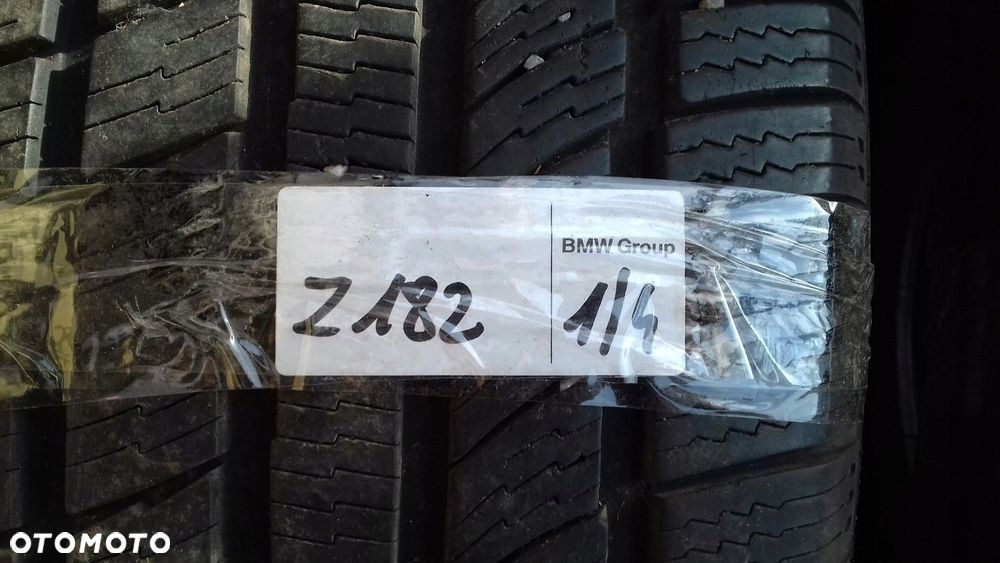 BMW Group
Z182 1/4
OTOMOTO